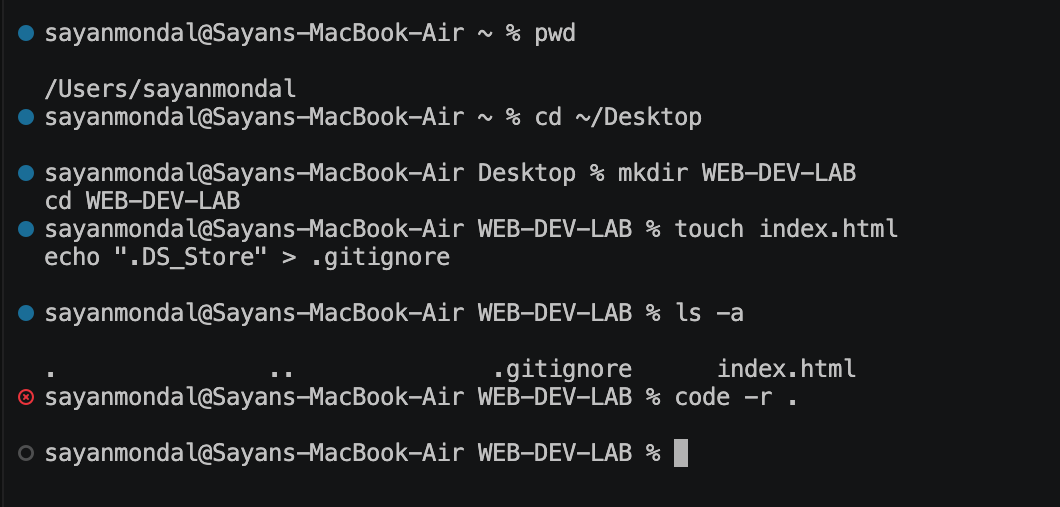 sayanmondal@Sayans-MacBook-Air ~ % pwd
/Users/sayanmondal
sayanmondal@Sayans-MacBook-Air ~ % cd ~/Desktop
sayanmondal@Sayans-MacBook-Air Desktop % mkdir WEB-DEV-LAB
cd WEB-DEV-LAB
sayanmondal@Sayans-MacBook-Air WEB-DEV-LAB % touch index.html
echo ".DS_Store" > .gitignore
sayanmondal@Sayans-MacBook-Air WEB-DEV-LAB % ls -a
. .. .gitignore index.html
sayanmondal@Sayans-MacBook-Air WEB-DEV-LAB % code -r .
sayanmondal@Sayans-MacBook-Air WEB-DEV-LAB %